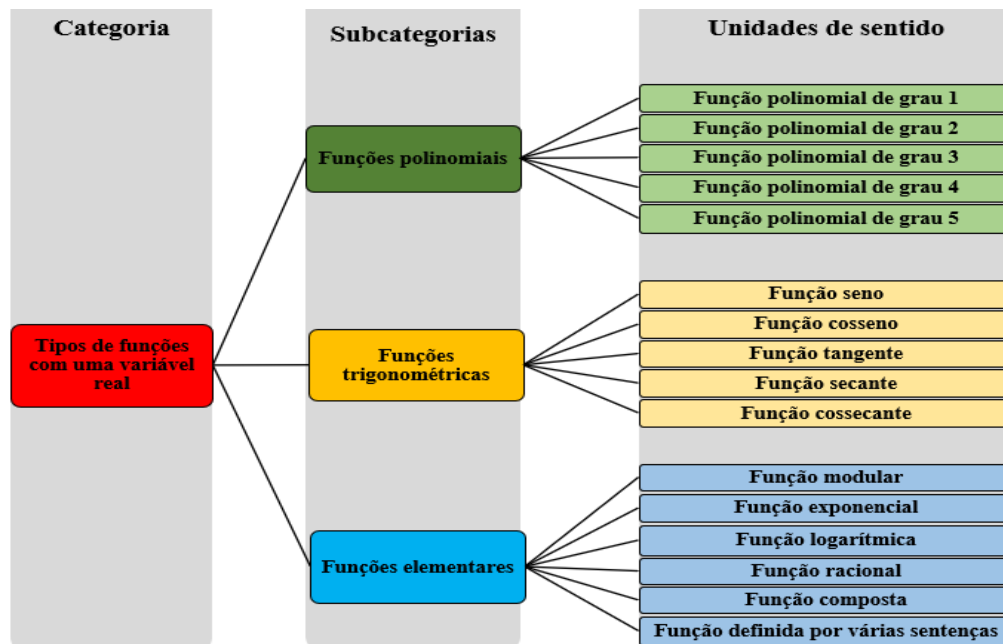 Categoria
Subcategorias
Unidades de sentido
Tipos de funções
com uma variável
real
Funções polinomiais
Função polinomial de grau 1
Função polinomial de grau 2
Função polinomial de grau 3
Função polinomial de grau 4
Função polinomial de grau 5
Funções
trigonométricas
Função seno
Função cosseno
Função tangente
Função secante
Função cossecante
Funções elementares
Função modular
Função exponencial
Função logarítmica
Função racional
Função composta
Função definida por várias sentenças